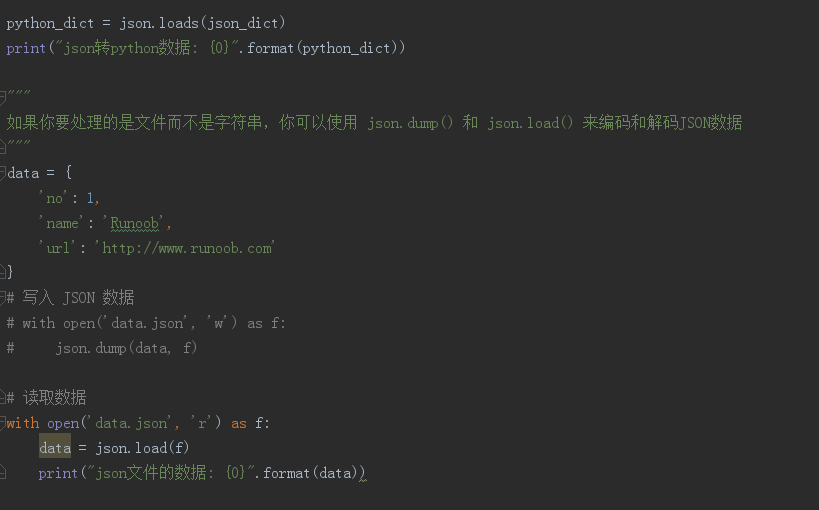 python_dict = json.loads(json_dict)
print("json转python数据: {0}".format(python_dict))
"""
如果你要处理的是文件而不是字符串，你可以使用 json.dump() 和 json.load() 来编码和解码JSON数据
"""
data = {
    'no': 1,
    'name': 'Runoob',
    'url': 'http://www.runoob.com'
}
# 写入 JSON 数据
# with open('data.json', 'w') as f:
#     json.dump(data, f)
# 读取数据
with open('data.json', 'r') as f:
    data = json.load(f)
    print("json文件的数据: {0}".format(data))